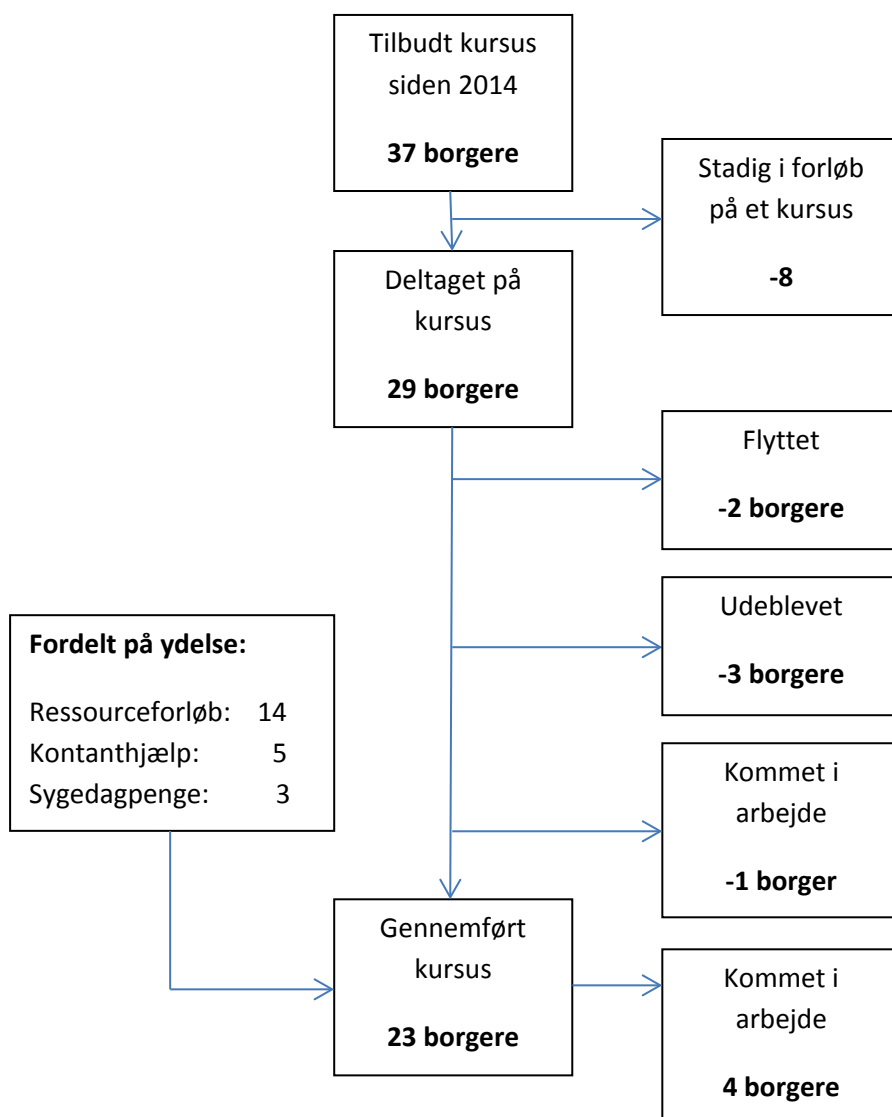 Tilbudt kursus
siden 2014
37 borgere
Stadig i forløb
på et kursus
-8
Deltaget på
kursus
29 borgere
Flyttet
-2 borgere
Udeblevet
-3 borgere
Fordelt på ydelse:
Ressourceforløb: 14
Kontanthjælp: 5
Sygedagpenge: 3
Kommet i
arbejde
-1 borger
Gennemført
kursus
23 borgere
Kommet i
arbejde
4 borgere